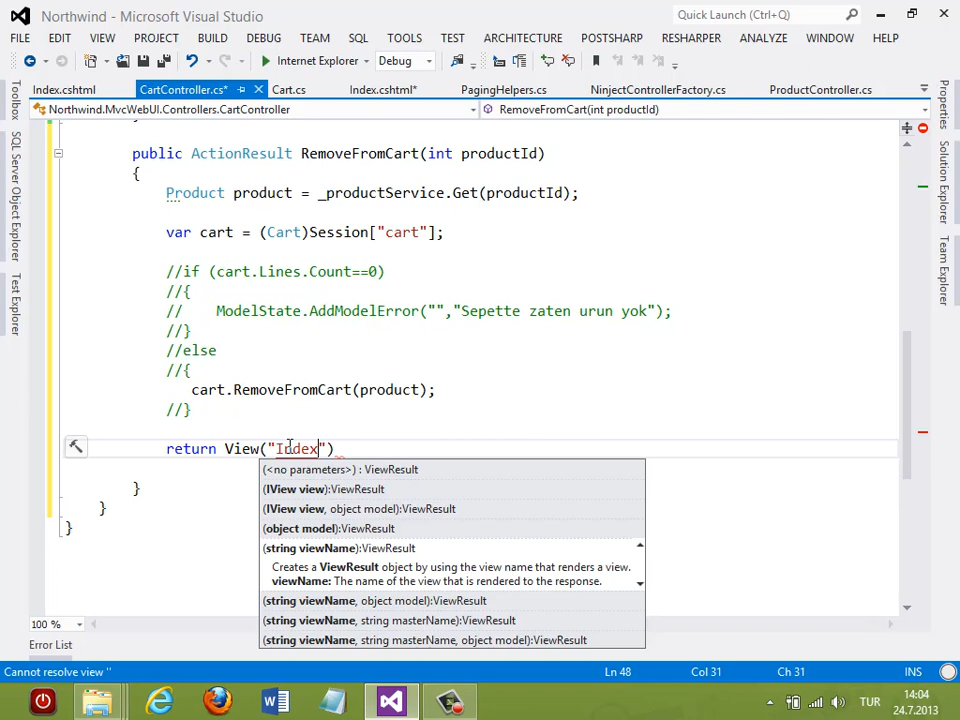 Northwind - Microsoft Visual Studio
Quick Launch (Ctrl+Q)
FILE EDIT VIEW PROJECT BUILD DEBUG TEAM SQL TOOLS TEST ARCHITECTURE POSTSHARP RESHARPER ANALYZE WINDOW HELP
Internet Explorer Debug
Index.cshtml CartController.cs* Cart.cs Index.cshtml* PagingHelpers.cs NinjectControllerFactory.cs ProductController.cs
Northwind.MvcWebUI.Controllers.CartController RemoveFromCart(int productId)
Toolbox
SQL Server Object Explorer
Test Explorer
Properties
Solution Explorer
Team Explorer
public ActionResult RemoveFromCart(int productId)
{
Product product = _productService.Get(productId);
var cart = (Cart)Session["cart"];
//if (cart.Lines.Count==0)
//{
// ModelState.AddModelError("","Sepette zaten urun yok");
//}
//else
//{
cart.RemoveFromCart(product);
//}
return View("Index")
(<no parameters>) : ViewResult
(IView view):ViewResult
(IView view, object model):ViewResult
(object model):ViewResult
(string viewName):ViewResult
Creates a ViewResult object by using the view name that renders a view.
viewName: The name of the view that is rendered to the response.
(string viewName, object model):ViewResult
(string viewName, string masterName):ViewResult
(string viewName, string masterName, object model):ViewResult
}
}
}
100 %
Error List
Cannot resolve view '' Ln 48 Col 31 Ch 31 INS
TUR
14:04
24.7.2013